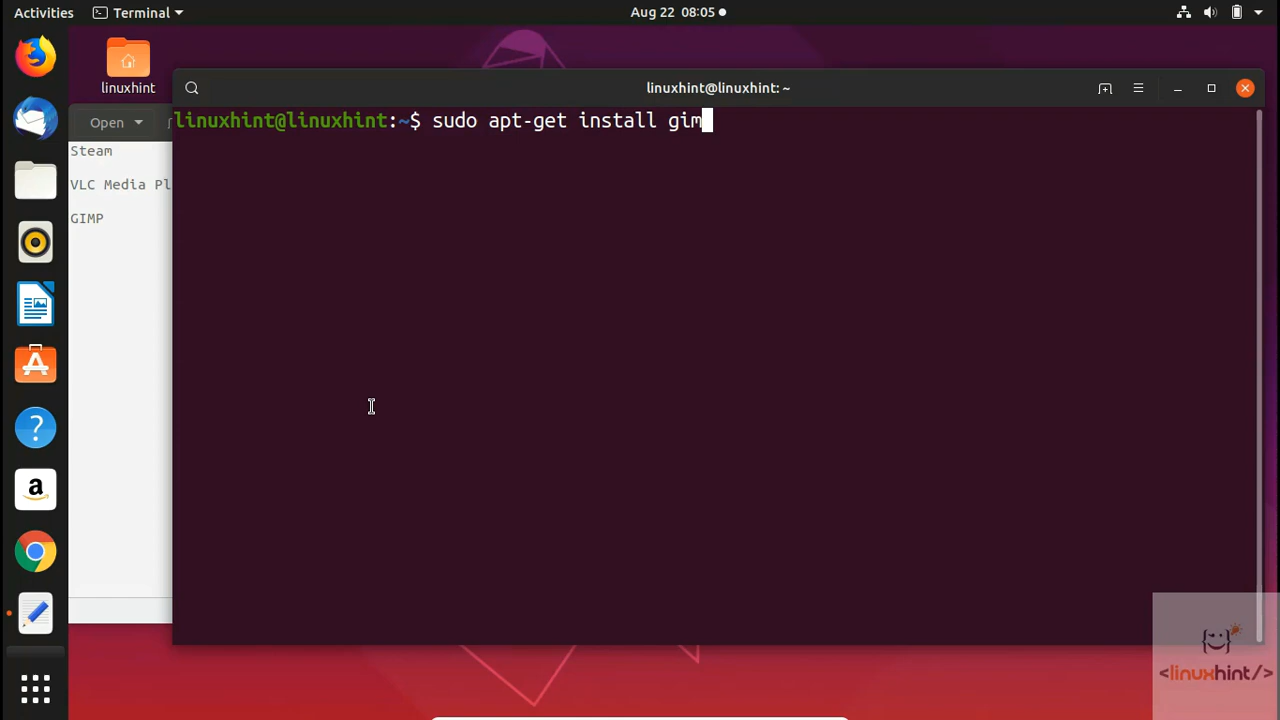 Activities Terminal Aug 22 08:05
linuxhint
linuxhint@linuxhint: ~
Open
linuxhint@linuxhint:~$ sudo apt-get install gim
Steam
VLC Media Pl
GIMP
<linuxhint/>